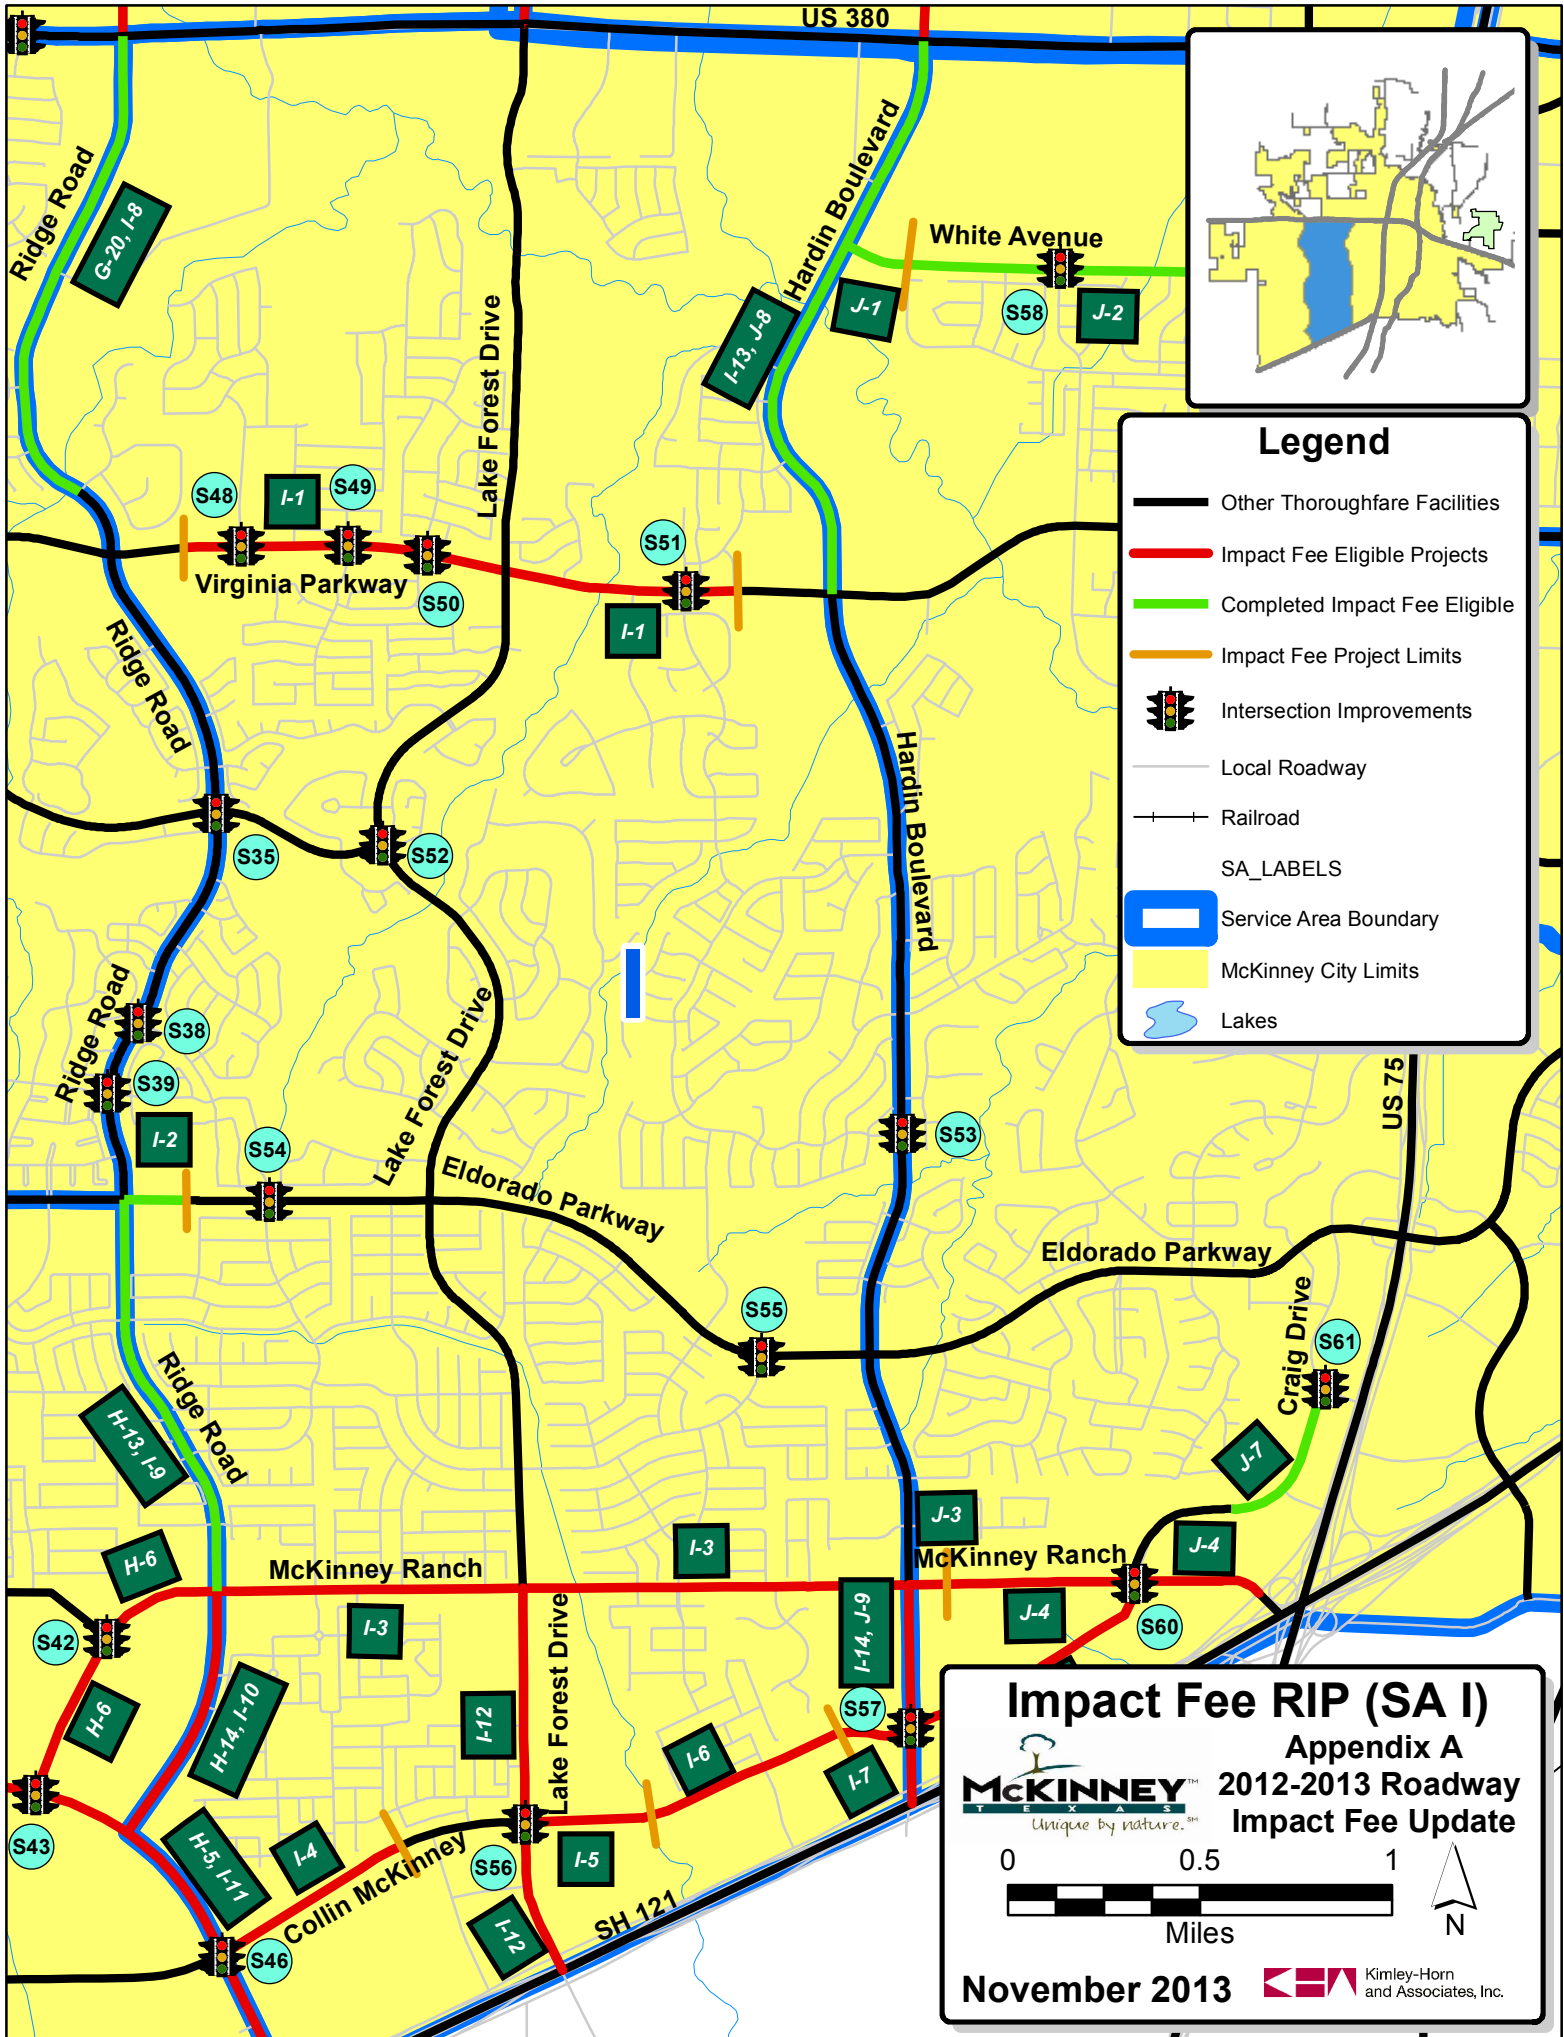 US 380
Ridge Road
G-20, I-8
Lake Forest Drive
Hardin Boulevard
White Avenue
J-1
S58
J-2
I-13, J-8
Legend
Other Thoroughfare Facilities
Impact Fee Eligible Projects
Completed Impact Fee Eligible
Impact Fee Project Limits
Intersection Improvements
Local Roadway
Railroad
SA_LABELS
Service Area Boundary
McKinney City Limits
Lakes
S48
I-1
S49
S50
Virginia Parkway
S51
I-1
Ridge Road
Hardin Boulevard
S35
S52
Ridge Road
S38
S39
I-2
S54
Lake Forest Drive
Eldorado Parkway
S53
US 75
Eldorado Parkway
S55
Craig Drive
S61
Ridge Road
H-13, I-9
J-7
J-3
H-6
McKinney Ranch
I-3
McKinney Ranch
J-4
I-3
I-14, J-9
J-4
S60
S42
H-6
H-14, I-10
I-12
Lake Forest Drive
S57
I-6
I-7
S43
H-5, I-11
I-4
Collin McKinney
S56
I-5
I-12
SH 121
S46
Impact Fee RIP (SA I)
McKINNEY™
TEXAS
Unique by nature.℠
Appendix A
2012-2013 Roadway
Impact Fee Update
0 0.5 1
Miles
N
November 2013
Kimley-Horn
and Associates, Inc.